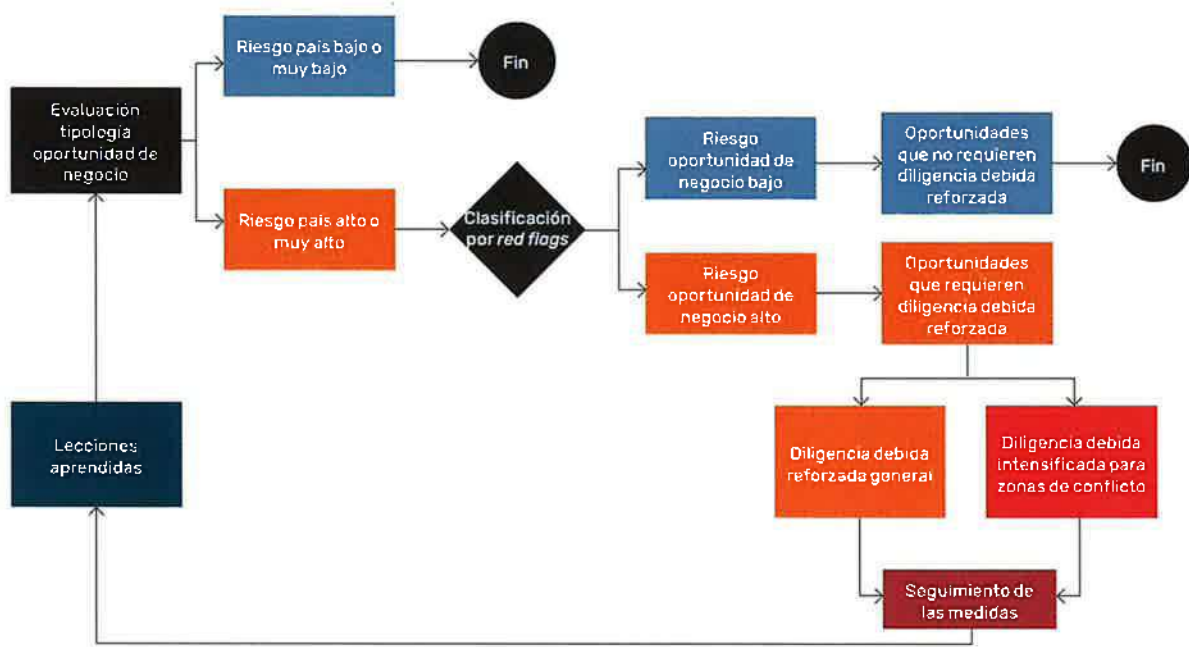 Riesgo país bajo o
muy bajo
Fin
Evaluación
tipología
oportunidad de
negocio
Riesgo país alto o
muy alto
Clasificación
por red flags
Riesgo
oportunidad de
negocio bajo
Oportunidades
que no requieren
diligencia debida
reforzada
Fin
Riesgo
oportunidad de
negocio alto
Oportunidades
que requieren
diligencia debida
reforzada
Lecciones
aprendidas
Diligencia debida
reforzada general
Diligencia debida
intensificada para
zonas de conflicto
Seguimiento de
las medidas